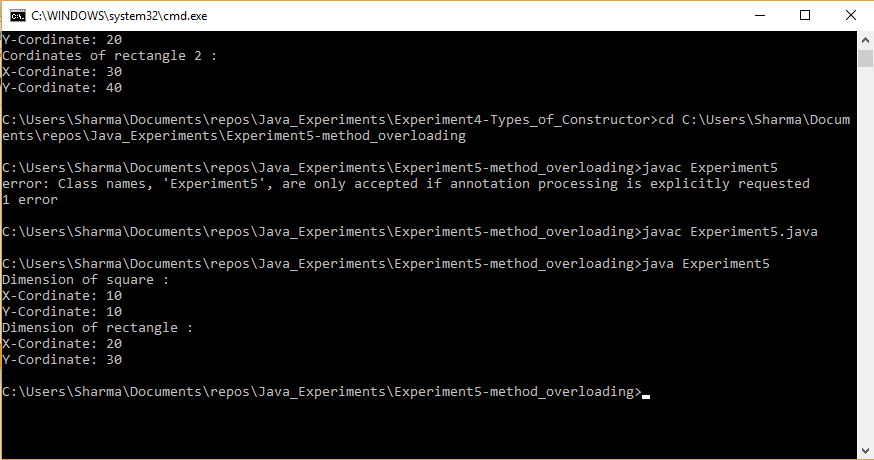 C:\WINDOWS\system32\cmd.exe
Y-Cordinate: 20
Cordinates of rectangle 2 :
X-Cordinate: 30
Y-Cordinate: 40
C:\Users\Sharma\Documents\repos\Java_Experiments\Experiment4-Types_of_Constructor>cd C:\Users\Sharma\Docum
ents\repos\Java_Experiments\Experiment5-method_overloading
C:\Users\Sharma\Documents\repos\Java_Experiments\Experiment5-method_overloading>javac Experiment5
error: Class names, 'Experiment5', are only accepted if annotation processing is explicitly requested
1 error
C:\Users\Sharma\Documents\repos\Java_Experiments\Experiment5-method_overloading>javac Experiment5.java
C:\Users\Sharma\Documents\repos\Java_Experiments\Experiment5-method_overloading>java Experiment5
Dimension of square :
X-Cordinate: 10
Y-Cordinate: 10
Dimension of rectangle :
X-Cordinate: 20
Y-Cordinate: 30
C:\Users\Sharma\Documents\repos\Java_Experiments\Experiment5-method_overloading>